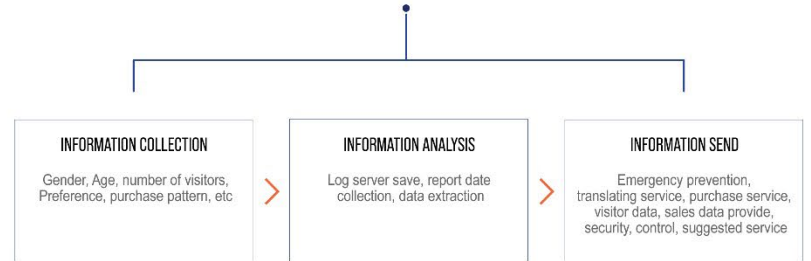 INFORMATION COLLECTION
Gender, Age, number of visitors,
Preference, purchase pattern, etc
INFORMATION ANALYSIS
Log server save, report date
collection, data extraction
INFORMATION SEND
Emergency prevention,
translating service, purchase service,
visitor data, sales data provide,
security, control, suggested service